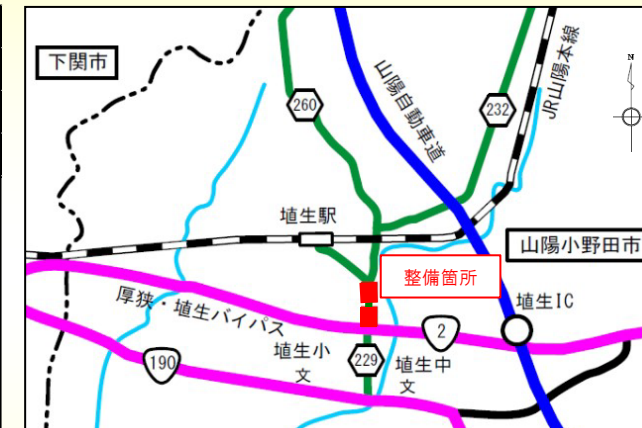 下関市
260
山陽自動車道
232
JR山陽本線
N
埴生駅
山陽小野田市
整備箇所
埴生IC
厚狭・埴生バイパス
2
190
埴生小
文
229
埴生中
文